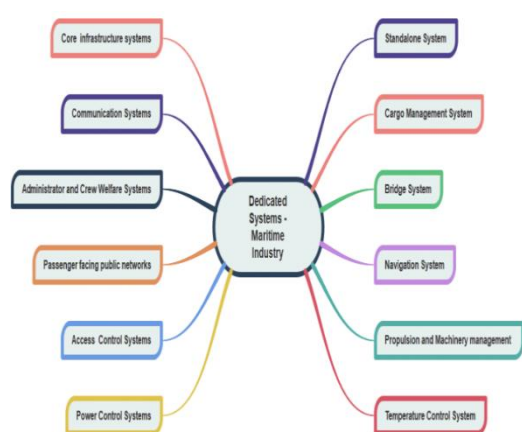 Core infrastructure systems
Communication Systems
Administrator and Crew Welfare Systems
Passenger facing public networks
Access Control Systems
Power Control Systems
Dedicated
Systems -
Maritime
Industry
Standalone System
Cargo Management System
Bridge System
Navigation System
Propulsion and Machinery management
Temperature Control System